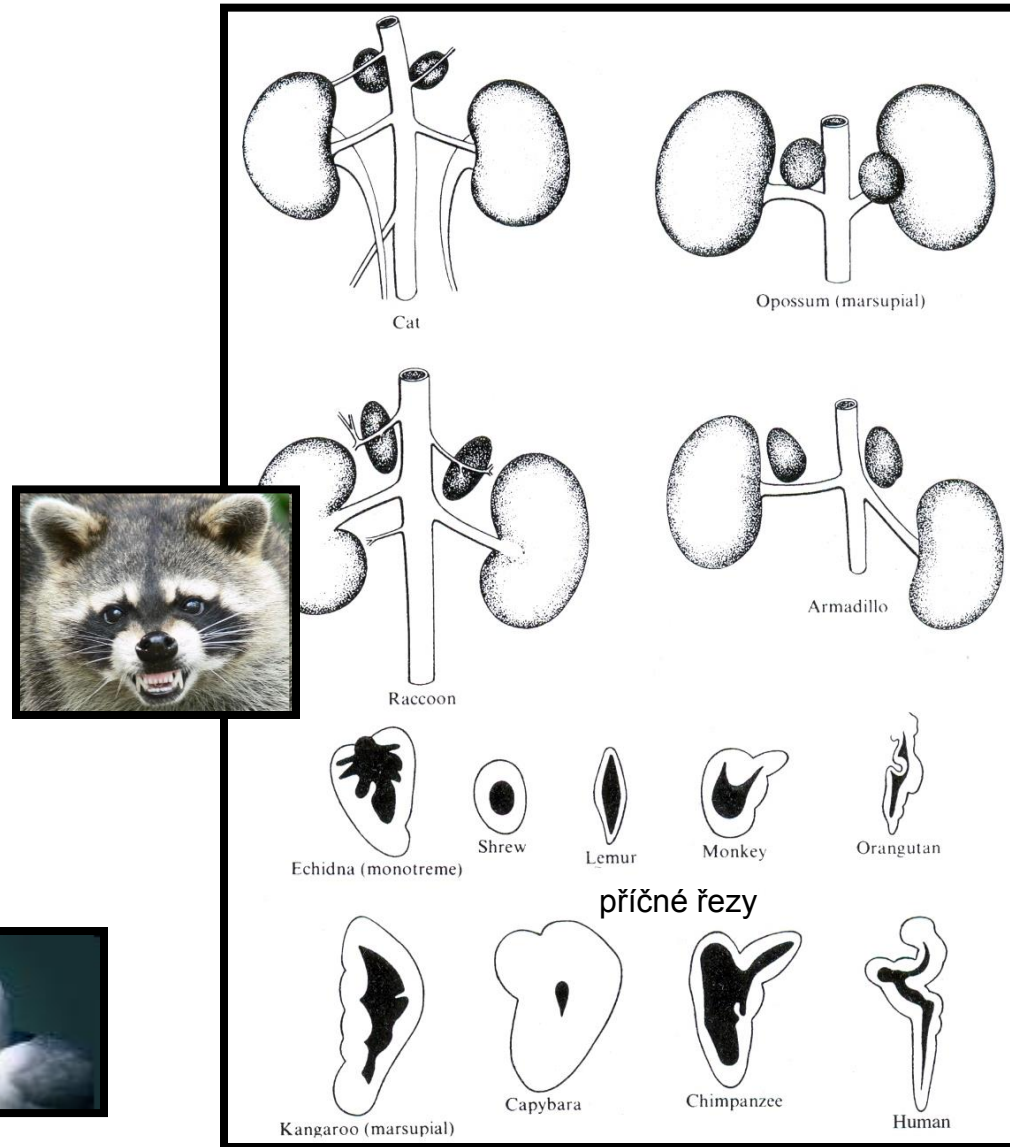 Cat
Opossum (marsupial)
Raccoon
Armadillo
Echidna (monotreme)
Shrew
Lemur
Monkey
Orangutan
příčné řezy
Kangaroo (marsupial)
Capybara
Chimpanzee
Human